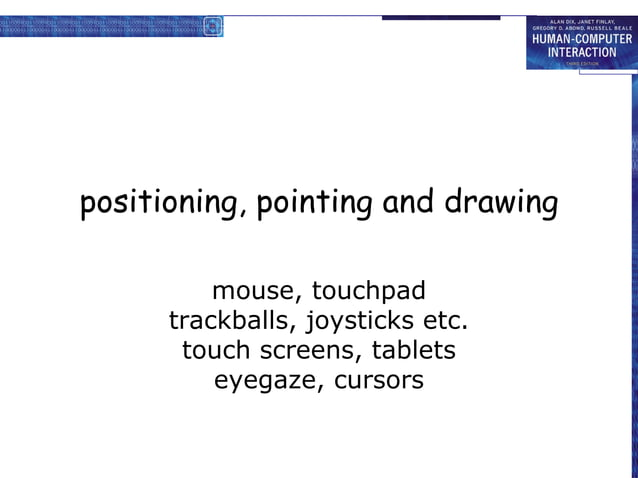 ALAN DIX, JANET FINLAY,
GREGORY D. ABOWD, RUSSELL BEALE
HUMAN-COMPUTER
INTERACTION
THIRD EDITION
positioning, pointing and drawing
mouse, touchpad
trackballs, joysticks etc.
touch screens, tablets
eyegaze, cursors